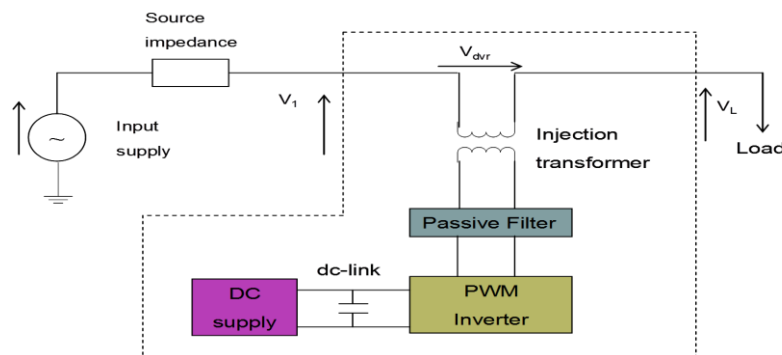 Source
impedance
V1
Vdvr
VL
Input
supply
Injection
transformer
Load
Passive Filter
dc-link
DC
supply
PWM
Inverter